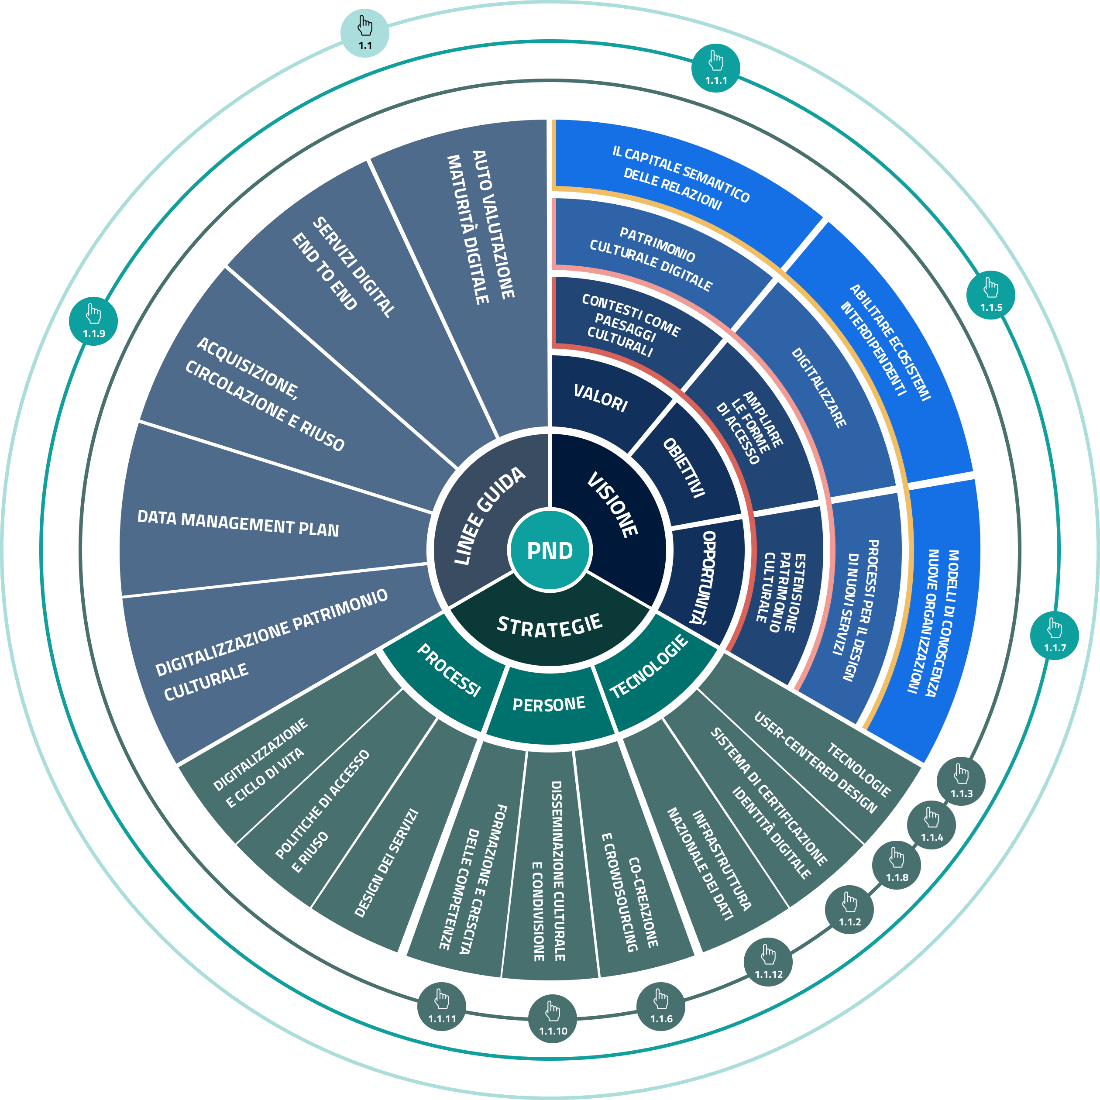 1.1
1.1.1
1.1.5
1.1.9
1.1.7
1.1.3
1.1.4
1.1.8
1.1.2
1.1.12
1.1.6
1.1.10
1.1.11
PND
VISIONE
VALORI
OBIETTIVI
OPPORTUNITÀ
CONTESTI COME
PAESAGGI
CULTURALI
AMPLIARE
LE FORME
DI ACCESSO
ESTENSIONE
PATRIMONIO
CULTURALE
PATRIMONIO
CULTURALE DIGITALE
DIGITALIZZARE
PROCESSI PER IL DESIGN
DI NUOVI SERVIZI
IL CAPITALE SEMANTICO
DELLE RELAZIONI
ABILITARE ECOSISTEMI
INTERDIPENDENTI
MODELLI DI CONOSCENZA
NUOVE ORGANIZZAZIONI
STRATEGIE
TECNOLOGIE
PERSONE
PROCESSI
TECNOLOGIE
USER-CENTERED DESIGN
SISTEMA DI CERTIFICAZIONE
IDENTITÀ DIGITALE
INFRASTRUTTURA
NAZIONALE DEI DATI
CO-CREAZIONE
E CROWDSOURCING
DISSEMINAZIONE CULTURALE
E CONDIVISIONE
FORMAZIONE E CRESCITA
DELLE COMPETENZE
DESIGN DEI SERVIZI
POLITICHE DI ACCESSO
E RIUSO
DIGITALIZZAZIONE
E CICLO DI VITA
LINEE GUIDA
DIGITALIZZAZIONE PATRIMONIO
CULTURALE
DATA MANAGEMENT PLAN
ACQUISIZIONE,
CIRCOLAZIONE E RIUSO
SERVIZI DIGITAL
END TO END
AUTO VALUTAZIONE
MATURITÀ DIGITALE